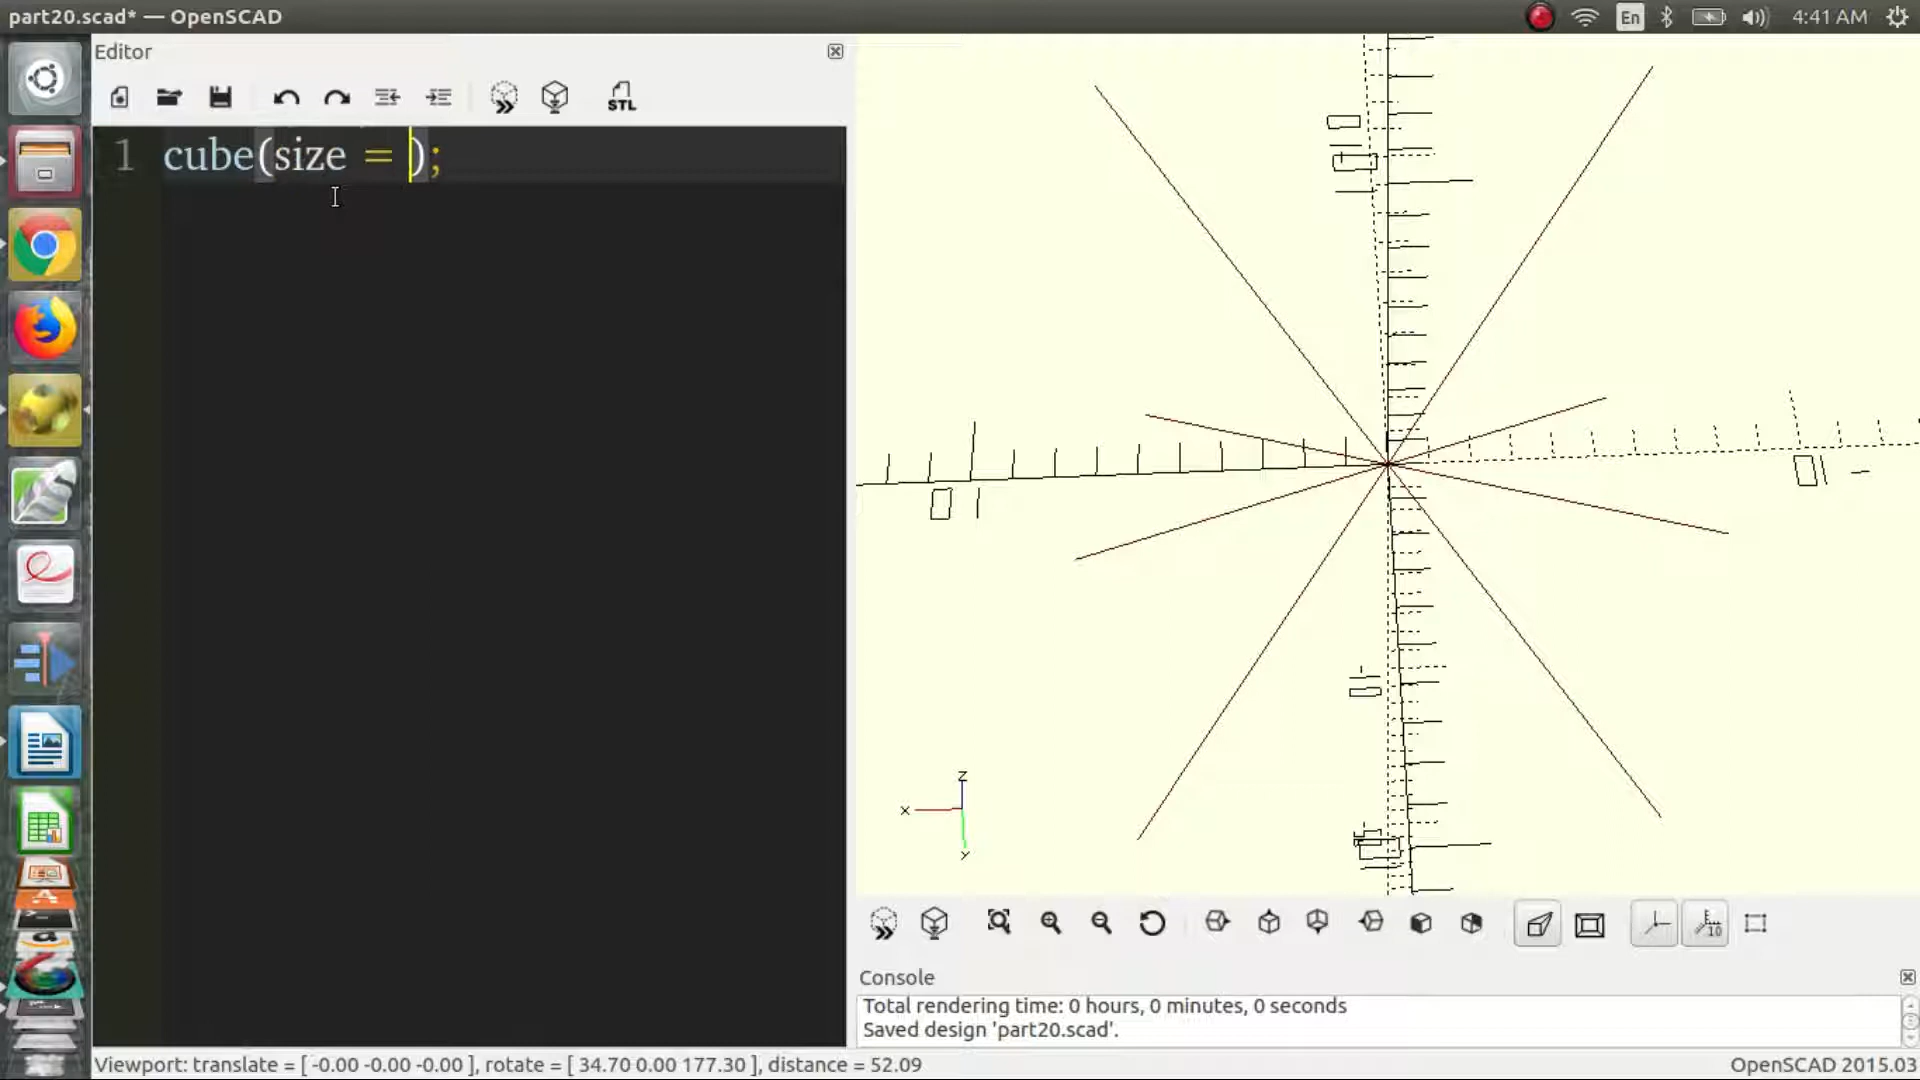 part20.scad* — OpenSCAD
En
4:41 AM
Editor
STL
1 cube(size = );
z
x
y
10
Console
Total rendering time: 0 hours, 0 minutes, 0 seconds
Saved design 'part20.scad'.
Viewport: translate = [ -0.00 -0.00 -0.00 ], rotate = [ 34.70 0.00 177.30 ], distance = 52.09
OpenSCAD 2015.03